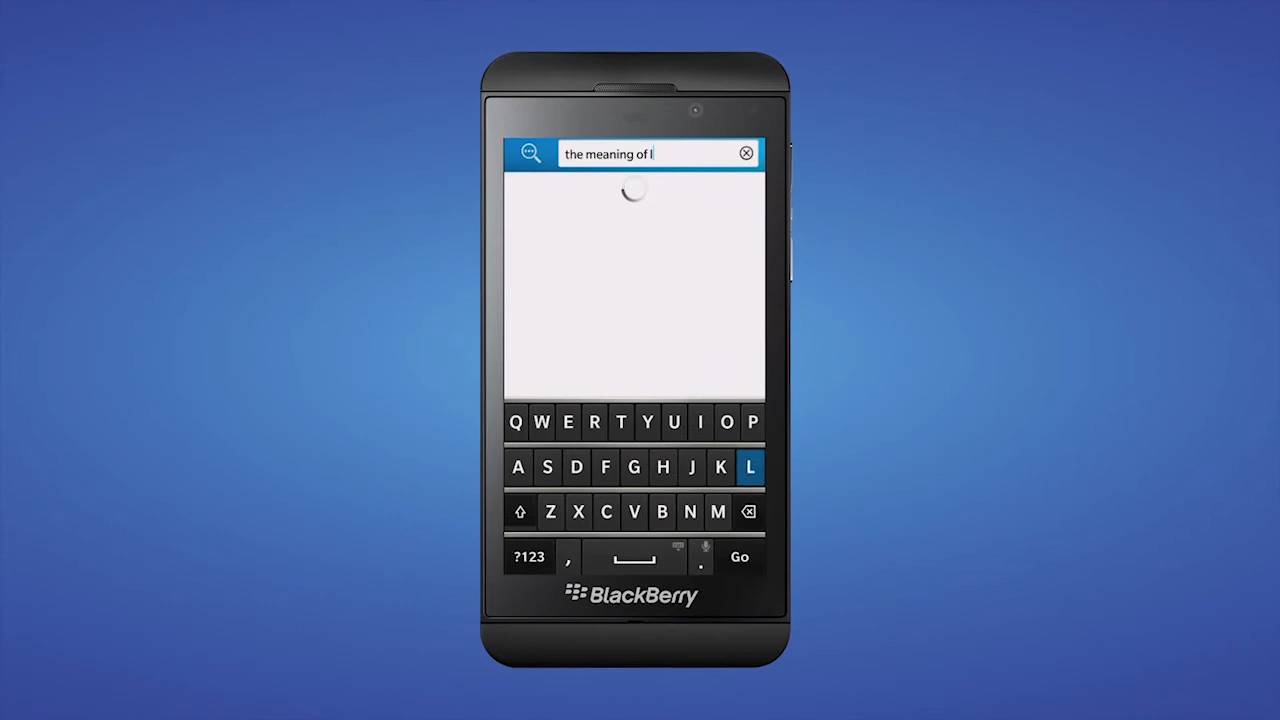 the meaning of l
Q W E R T Y U I O P
A S D F G H J K L
Z X C V B N M
?123 , . Go
BlackBerry